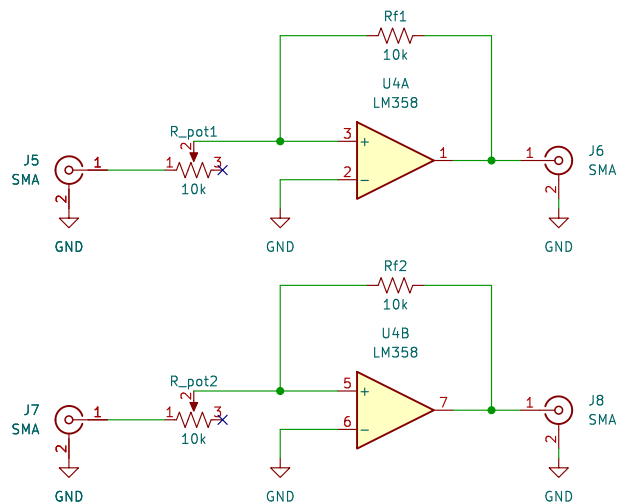 Rf1
10k
U4A
LM358
R_pot1
2
3
+
1
J5
SMA
1
1
3
10k
2
−
1
J6
SMA
2
2
GND
GND
GND
Rf2
10k
U4B
LM358
R_pot2
2
5
+
7
J7
SMA
1
1
3
10k
6
−
1
J8
SMA
2
2
GND
GND
GND